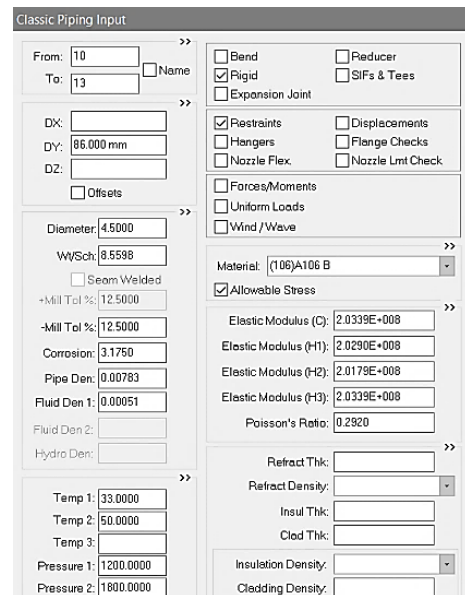 Classic Piping Input
>>
From: 10
To: 13
Name
>>
DX:
DY: 86.000 mm
DZ:
Offsets
>>
Diameter: 4.5000
Wt/Sch: 8.5598
Seam Welded
+Mill Tol %: 12.5000
-Mill Tol %: 12.5000
Corrosion: 3.1750
Pipe Den: 0.00783
Fluid Den 1: 0.00051
Fluid Den 2:
Hydro Den:
>>
Temp 1: 33.0000
Temp 2: 50.0000
Temp 3:
Pressure 1: 1200.0000
Pressure 2: 1800.0000
Bend Reducer
Rigid SIFs & Tees
Expansion Joint
Restraints Displacements
Hangers Flange Checks
Nozzle Flex. Nozzle Lmt Check
Forces/Moments
Uniform Loads
Wind / Wave
>>
Material: (106)A106 B
Allowable Stress
>>
Elastic Modulus (C): 2.0339E+008
Elastic Modulus (H1): 2.0290E+008
Elastic Modulus (H2): 2.0179E+008
Elastic Modulus (H3): 2.0339E+008
Poisson's Ratio: 0.2920
>>
Refract Thk:
Refract Density:
Insul Thk:
Clad Thk:
Insulation Density:
Cladding Density: